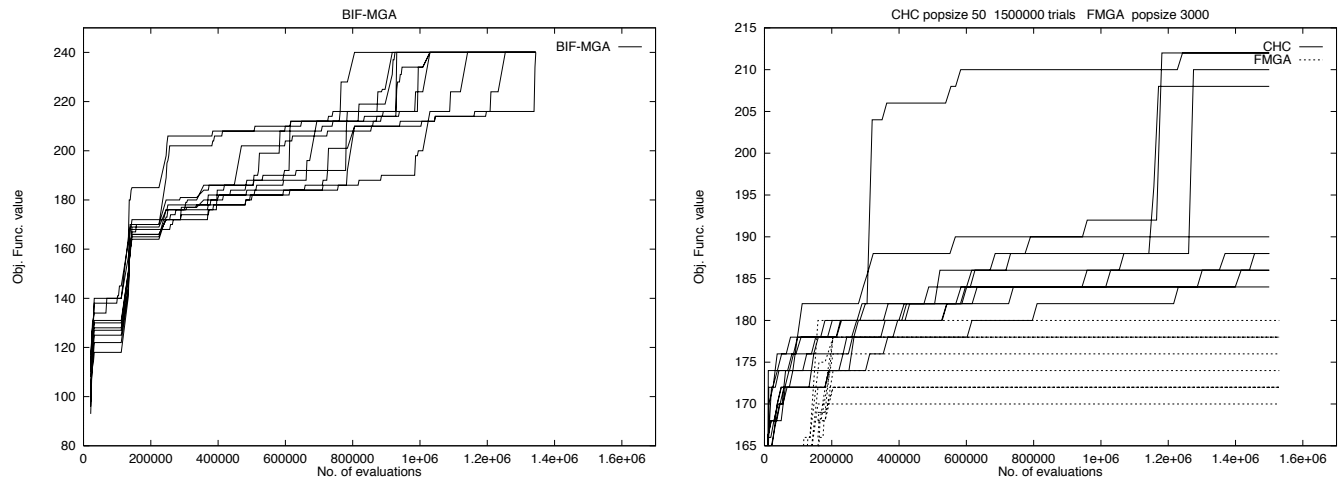 BIF-MGA
240
220
200
180
160
140
120
100
80
0
200000
400000
600000
800000
1e+06
1.2e+06
1.4e+06
1.6e+06
Obj. Func. value
No. of evaluations
BIF-MGA
CHC popsize 50 1500000 trials FMGA popsize 3000
215
210
205
200
195
190
185
180
175
170
165
0
200000
400000
600000
800000
1e+06
1.2e+06
1.4e+06
1.6e+06
Obj. Func. value
No. of evaluations
CHC
FMGA